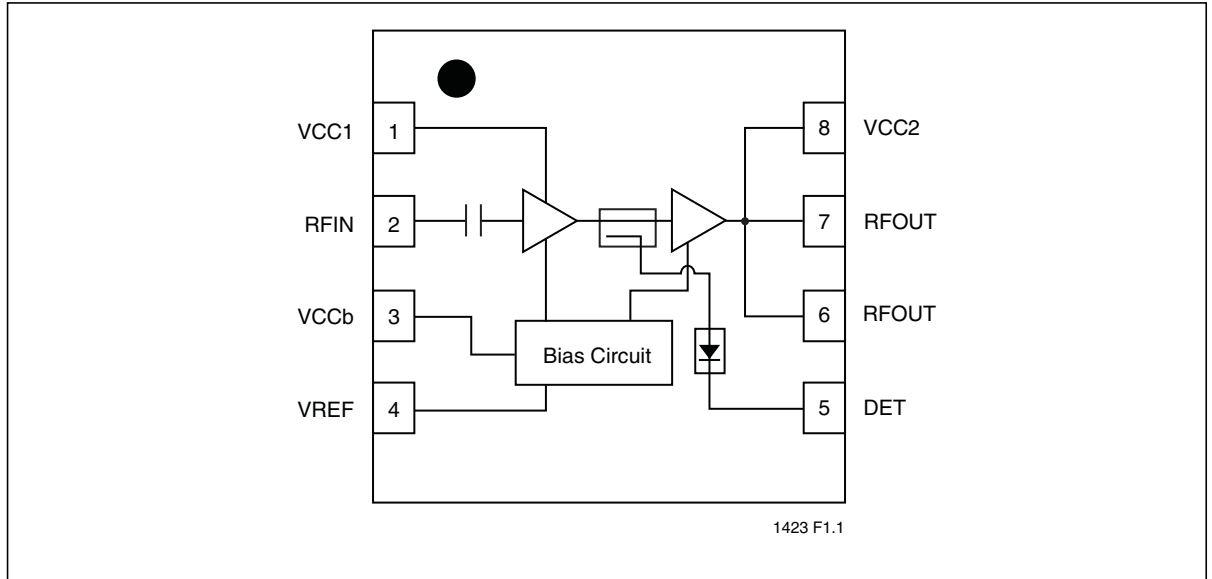 VCC1 1
8 VCC2
RFIN 2
7 RFOUT
VCCb 3
6 RFOUT
Bias Circuit
VREF 4
5 DET
1423 F1.1